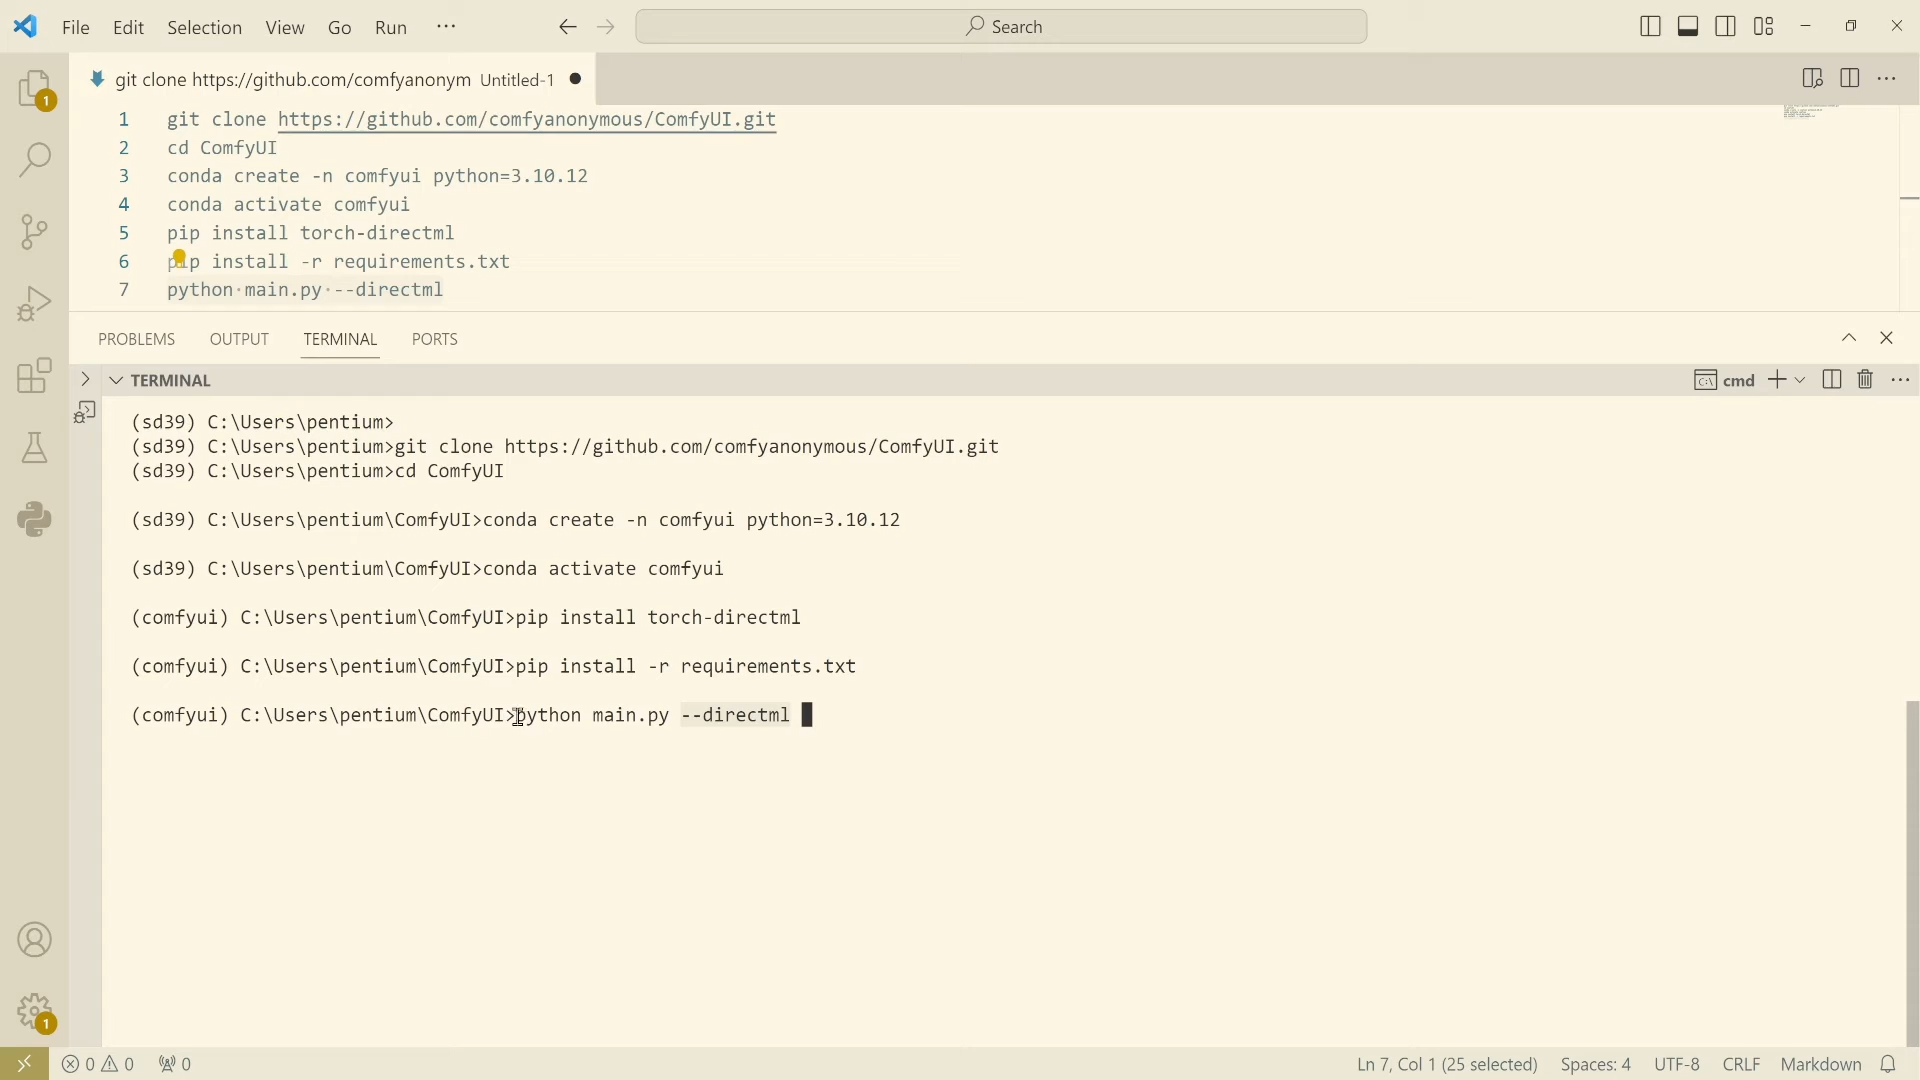 File Edit Selection View Go Run ··· Search
git clone https://github.com/comfyanonym Untitled-1
1 git clone https://github.com/comfyanonymous/ComfyUI.git
2 cd ComfyUI
3 conda create -n comfyui python=3.10.12
4 conda activate comfyui
5 pip install torch-directml
6 pip install -r requirements.txt
7 python·main.py·--directml
PROBLEMS OUTPUT TERMINAL PORTS
TERMINAL cmd
(sd39) C:\Users\pentium>
(sd39) C:\Users\pentium>git clone https://github.com/comfyanonymous/ComfyUI.git
(sd39) C:\Users\pentium>cd ComfyUI
(sd39) C:\Users\pentium\ComfyUI>conda create -n comfyui python=3.10.12
(sd39) C:\Users\pentium\ComfyUI>conda activate comfyui
(comfyui) C:\Users\pentium\ComfyUI>pip install torch-directml
(comfyui) C:\Users\pentium\ComfyUI>pip install -r requirements.txt
(comfyui) C:\Users\pentium\ComfyUI>python main.py --directml
1
1
0 0 0 Ln 7, Col 1 (25 selected) Spaces: 4 UTF-8 CRLF Markdown